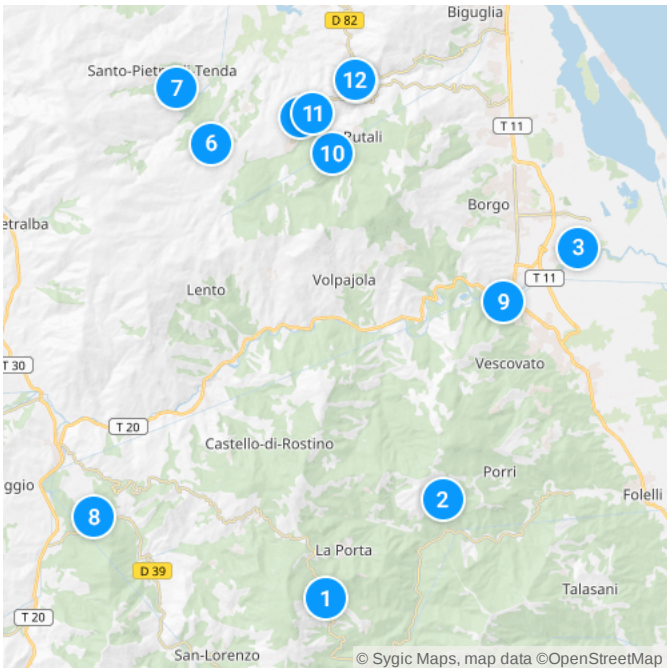 Biguglia
D 82
Santo-Pietro-di-Tenda
7
12
11
T 11
6
Rutali
10
Borgo
etralba
3
T 11
Lento
Volpajola
9
T 30
Vescovato
T 20
Castello-di-Rostino
Porri
ggio
2
Folelli
8
La Porta
D 39
Talasani
1
T 20
San-Lorenzo
© Sygic Maps, map data ©OpenStreetMap